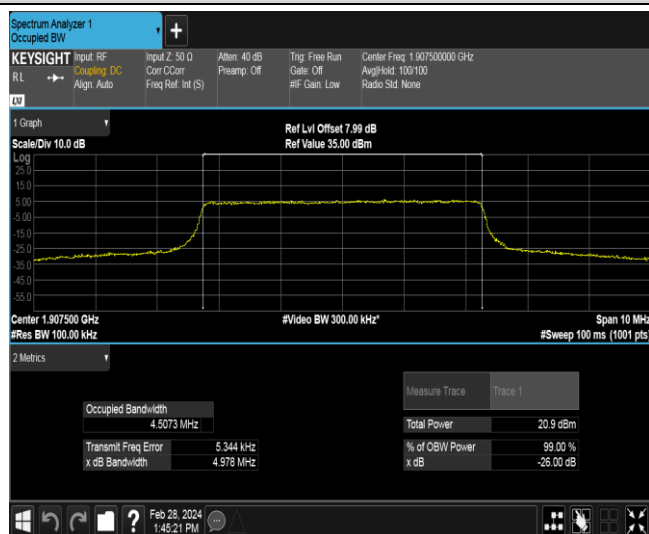 Spectrum Analyzer 1
Occupied BW
KEYSIGHT
Input: RF
Coupling: DC
Align: Auto
Input Z: 50 Ω
Corr CCorr
Freq Ref: Int (S)
Atten: 40 dB
Preamp: Off
Trig: Free Run
Gate: Off
#IF Gain: Low
Center Freq: 1.907500000 GHz
Avg|Hold: 100/100
Radio Std: None
R L
LXI
1 Graph
Scale/Div 10.0 dB
Ref Lvl Offset 7.99 dB
Ref Value 35.00 dBm
Log
25.0
15.0
5.00
-5.00
-15.0
-25.0
-35.0
-45.0
-55.0
Center 1.907500 GHz
#Res BW 100.00 kHz
#Video BW 300.00 kHz*
Span 10 MHz
#Sweep 100 ms (1001 pts)
2 Metrics
Measure Trace Trace 1
Occupied Bandwidth
4.5073 MHz
Total Power 20.9 dBm
Transmit Freq Error 5.344 kHz
% of OBW Power 99.00 %
x dB Bandwidth 4.978 MHz
x dB -26.00 dB
?
Feb 28, 2024
1:45:21 PM